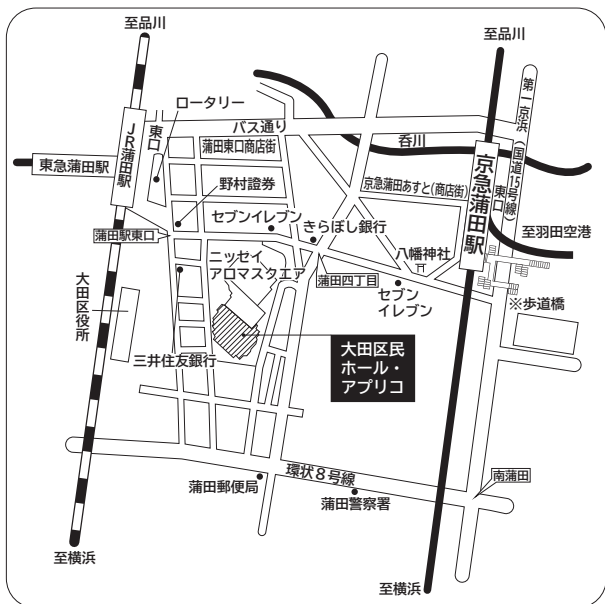 至品川
至品川
ロータリー
東口
バス通り
第一京浜(国道15号線)
JR蒲田駅
蒲田東口商店街
呑川
東急蒲田駅
野村證券
京急蒲田あすと(商店街)
京急蒲田駅
東口
セブンイレブン
きらぼし銀行
至羽田空港
蒲田駅東口
八幡神社
ニッセイ
アロマスクエア
蒲田四丁目
セブン
イレブン
大田区役所
※歩道橋
大田区民
ホール・
アプリコ
三井住友銀行
環状8号線
南蒲田
蒲田郵便局
蒲田警察署
至横浜
至横浜